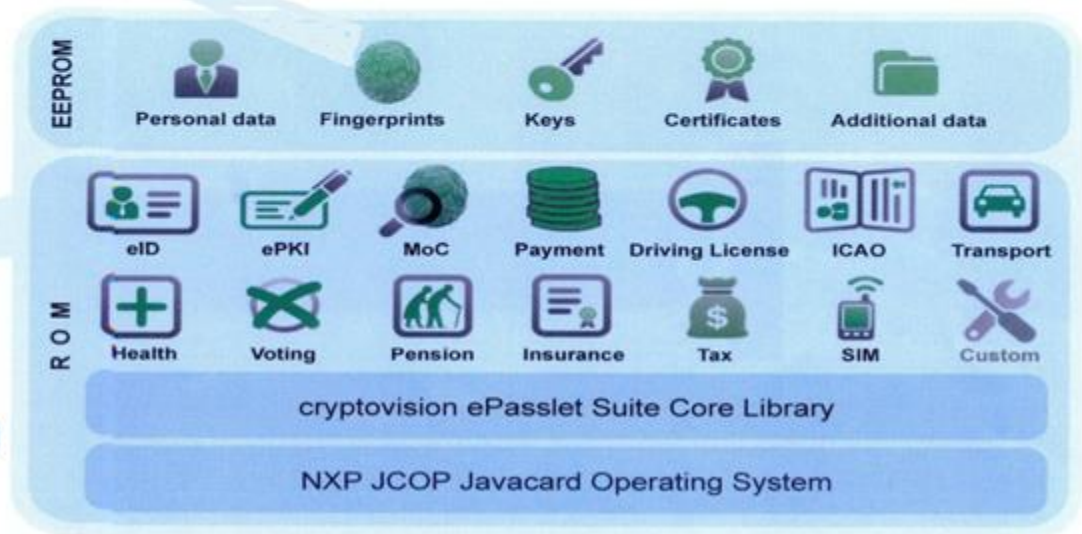 EEPROM
Personal data Fingerprints Keys Certificates Additional data
ROM
eID ePKI MoC Payment Driving License ICAO Transport
Health Voting Pension Insurance Tax SIM Custom
cryptovision ePasslet Suite Core Library
NXP JCOP Javacard Operating System